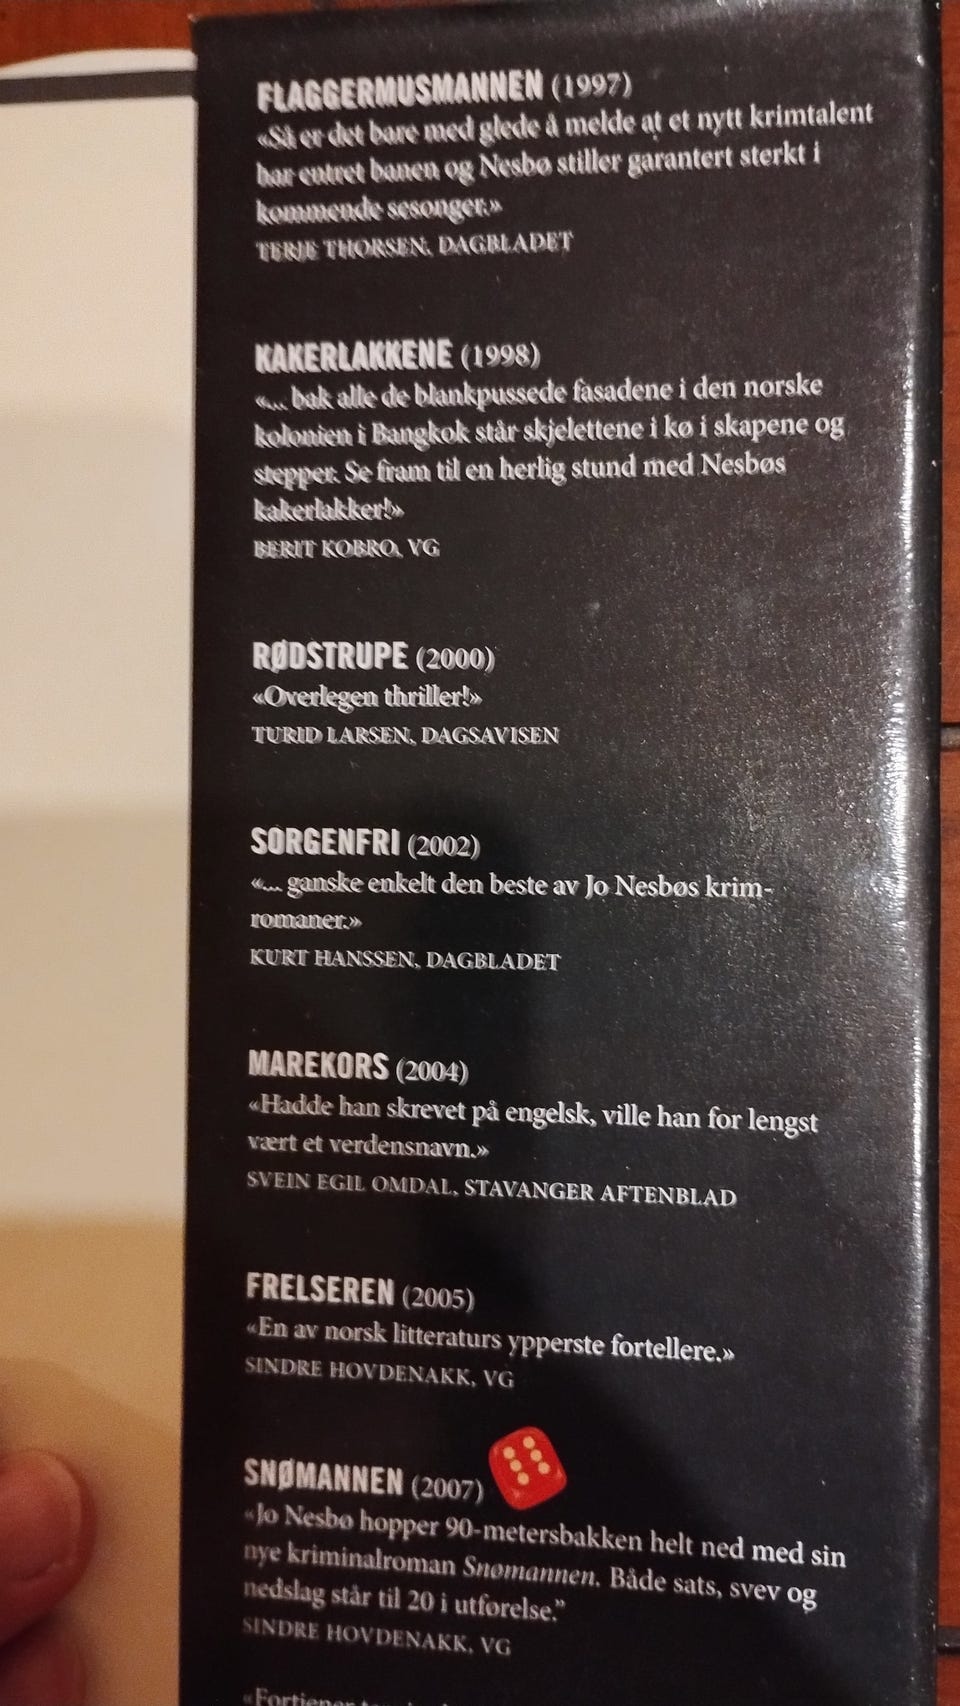 FLAGGERMUSMANNEN (1997)
«Så er det bare med glede å melde at et nytt krimtalent
har entret banen og Nesbø stiller garantert sterkt i
kommende sesonger.»
TERJE THORSEN, DAGBLADET
KAKERLAKKENE (1998)
«... bak alle de blankpussede fasadene i den norske
kolonien i Bangkok står skjelettene i kø i skapene og
stepper. Se fram til en herlig stund med Nesbøs
kakerlakker!»
BERIT KOBRO, VG
RØDSTRUPE (2000)
«Overlegen thriller!»
TURID LARSEN, DAGSAVISEN
SORGENFRI (2002)
«... ganske enkelt den beste av Jo Nesbøs krim-
romaner.»
KURT HANSSEN, DAGBLADET
MAREKORS (2004)
«Hadde han skrevet på engelsk, ville han for lengst
vært et verdensnavn.»
SVEIN EGIL OMDAL, STAVANGER AFTENBLAD
FRELSEREN (2005)
«En av norsk litteraturs ypperste fortellere.»
SINDRE HOVDENAKK, VG
SNØMANNEN (2007)
«Jo Nesbø hopper 90-metersbakken helt ned med sin
nye kriminalroman Snømannen. Både sats, svev og
nedslag står til 20 i utførelse.”
SINDRE HOVDENAKK, VG
«Fortjener